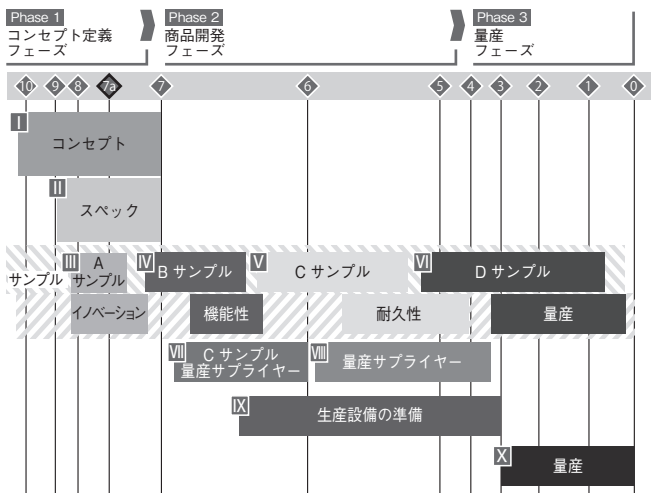 Phase 1
コンセプト定義
フェーズ
Phase 2
商品開発
フェーズ
Phase 3
量産
フェーズ
10 9 8 7a 7 6 5 4 3 2 1 0
I
コンセプト
II
スペック
サンプル
III
A
サンプル
IV
B サンプル
V
C サンプル
VI
D サンプル
イノベーション
機能性
耐久性
量産
VII
C サンプル
量産サプライヤー
VIII
量産サプライヤー
IX
生産設備の準備
X
量産